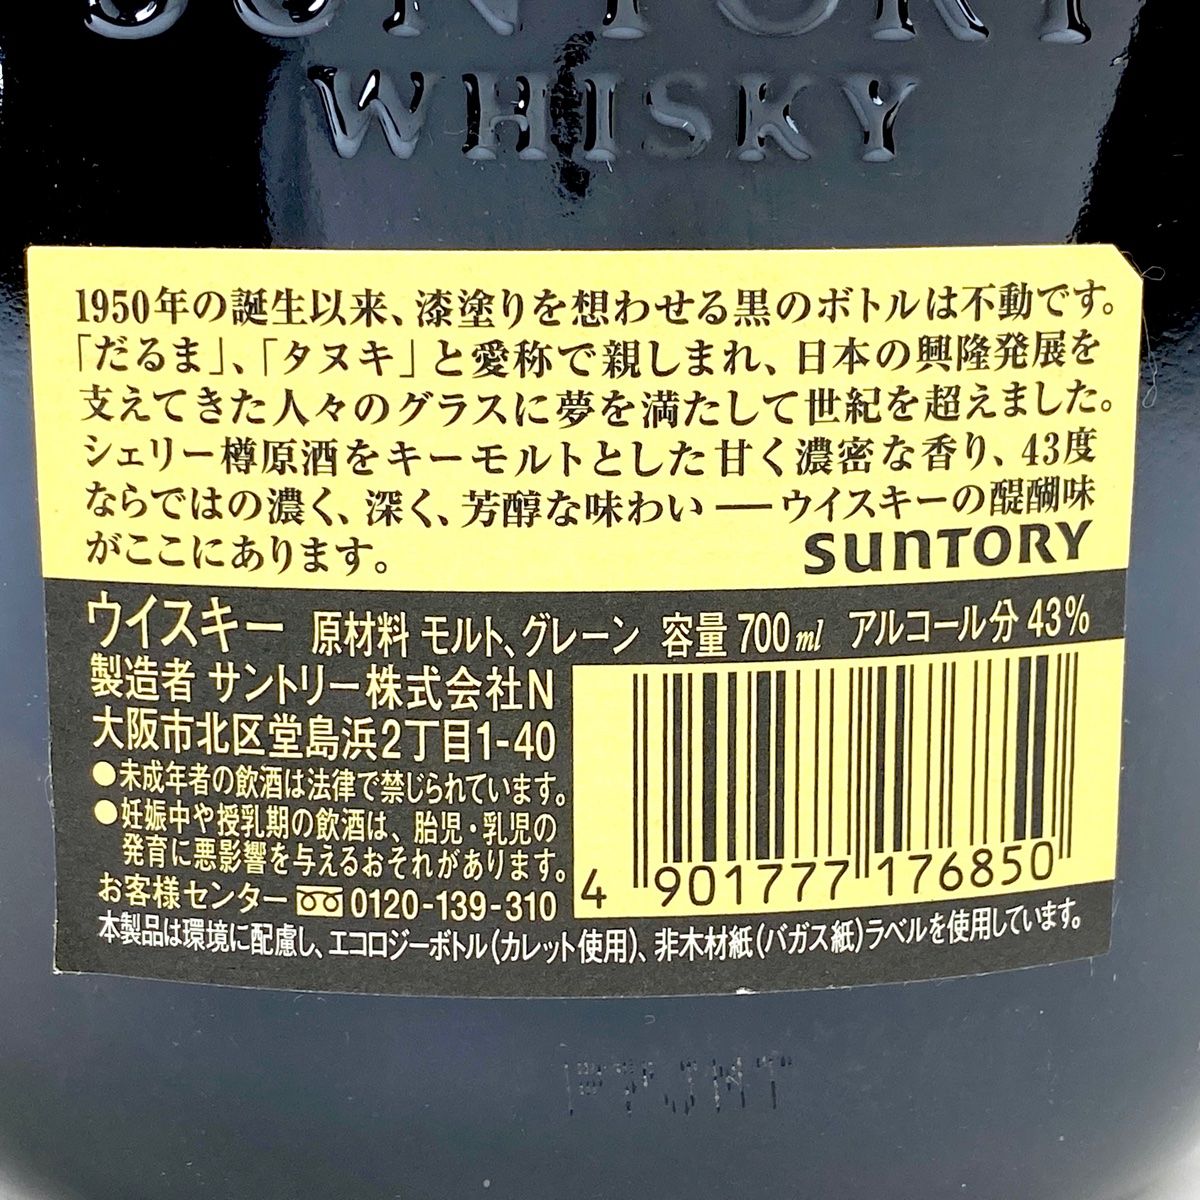 SUNTORY
WHISKY
1950年の誕生以来、漆塗りを想わせる黒のボトルは不動です。
「だるま」、「タヌキ」と愛称で親しまれ、日本の興隆発展を
支えてきた人々のグラスに夢を満たして世紀を超えました。
シェリー樽原酒をキーモルトとした甘く濃密な香り、43度
ならではの濃く、深く、芳醇な味わい――ウイスキーの醍醐味
がここにあります。
SUNTORY
ウイスキー 原材料 モルト、グレーン 容量 700ml アルコール分 43%
製造者 サントリー株式会社N
大阪市北区堂島浜2丁目1-40
●未成年者の飲酒は法律で禁じられています。
●妊娠中や授乳期の飲酒は、胎児・乳児の
発育に悪影響を与えるおそれがあります。
お客様センター 0120-139-310
4 901777 176850
本製品は環境に配慮し、エコロジーボトル(カレット使用)、非木材紙(バガス紙)ラベルを使用しています。